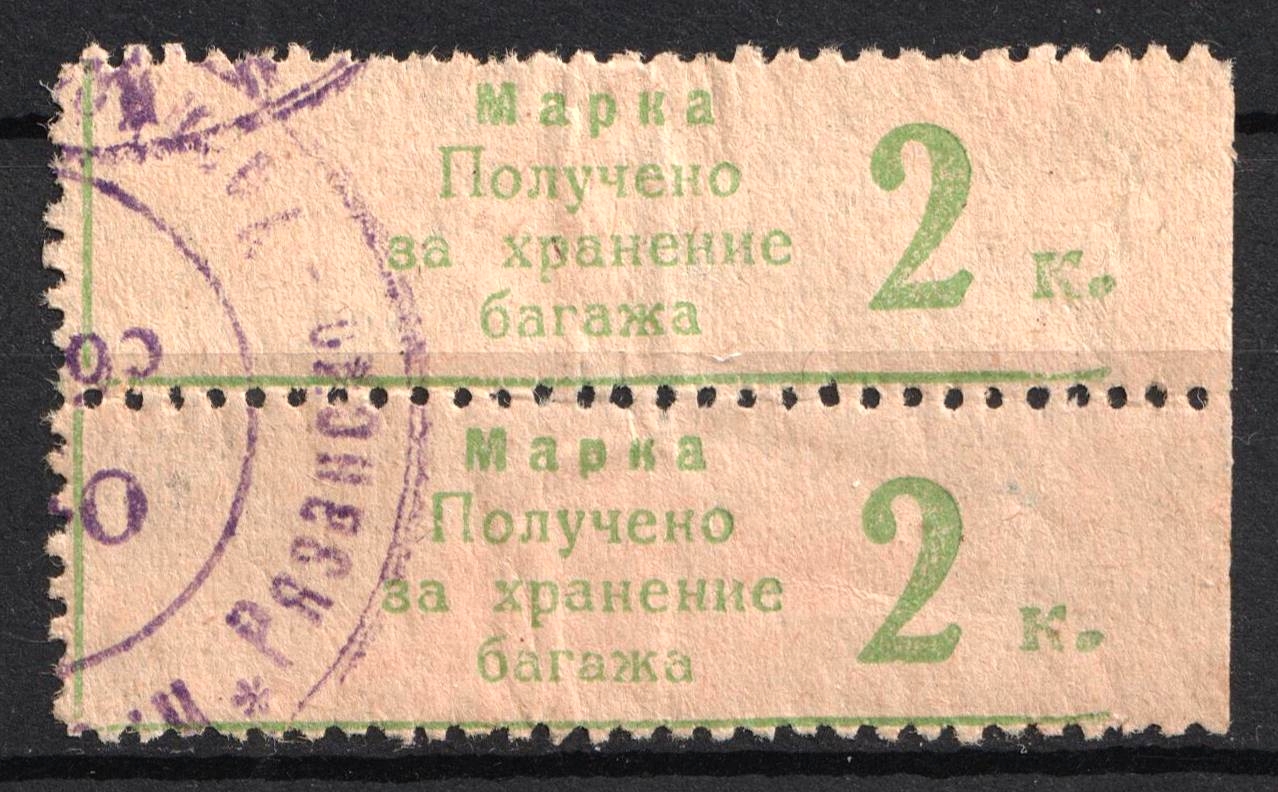 Марка
Получено
за хранение
багажа
2 к.
Марка
Получено
за хранение
багажа
2 к.
* Рязанско